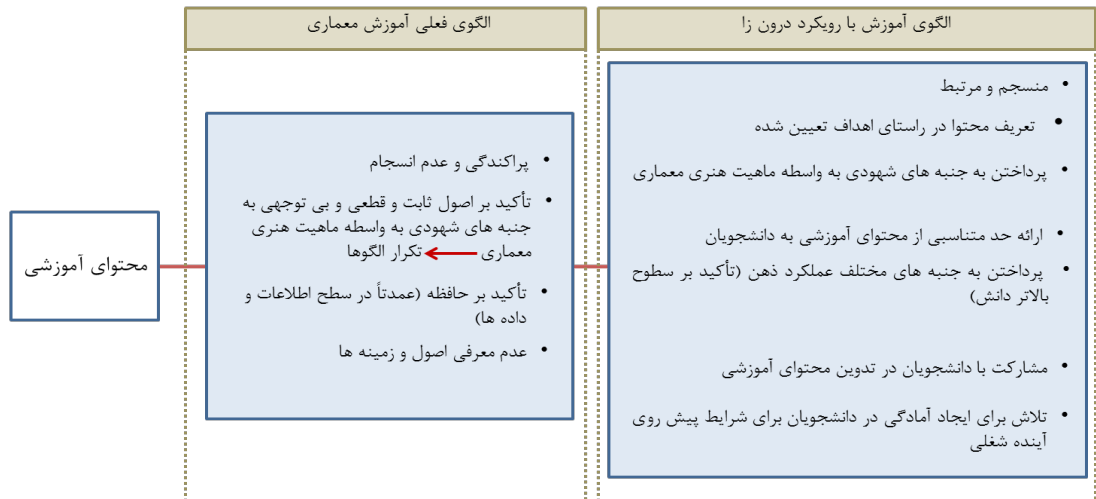 الگوی آموزش با رویکرد درون زا
• منسجم و مرتبط
• تعریف محتوا در راستای اهداف تعیین شده
• پرداختن به جنبه های شهودی به واسطه ماهیت هنری معماری
• ارائه حد متناسبی از محتوای آموزشی به دانشجویان
• پرداختن به جنبه های مختلف عملکرد ذهن (تأکید بر سطوح
بالاتر دانش)
• مشارکت با دانشجویان در تدوین محتوای آموزشی
• تلاش برای ایجاد آمادگی در دانشجویان برای شرایط پیش روی
آینده شغلی
الگوی فعلی آموزش معماری
• پراکندگی و عدم انسجام
• تأکید بر اصول ثابت و قطعی و بی توجهی به
جنبه های شهودی به واسطه ماهیت هنری
معماری ← تکرار الگوها
• تأکید بر حافظه (عمدتاً در سطح اطلاعات و
داده ها)
• عدم معرفی اصول و زمینه ها
محتوای آموزشی